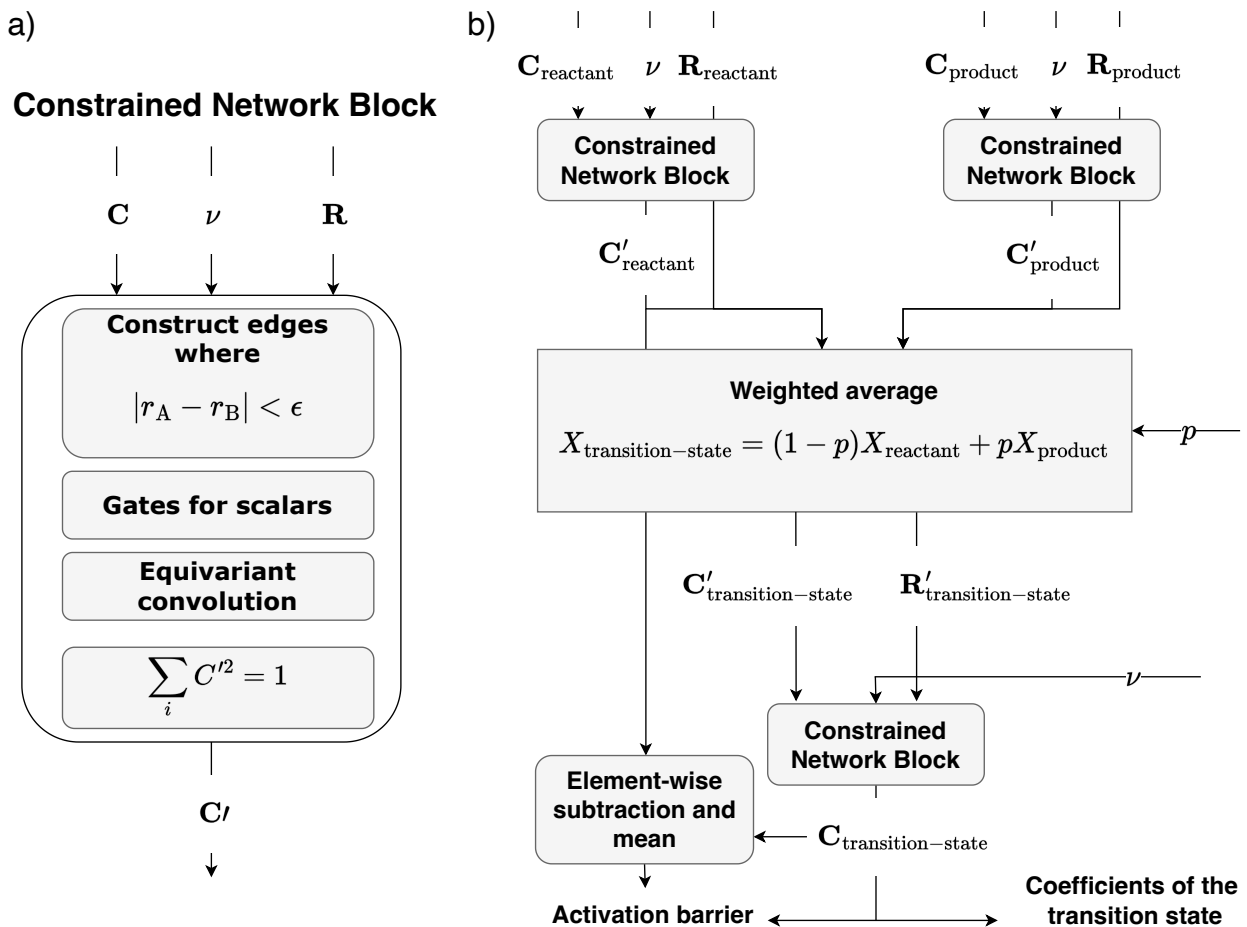 a)
Constrained Network Block
C ν R
Construct edges
where
|r_A − r_B| < ϵ
Gates for scalars
Equivariant
convolution
∑_i C′² = 1
C′
b)
C_reactant ν R_reactant
C_product ν R_product
Constrained
Network Block
Constrained
Network Block
C′_reactant
C′_product
Weighted average
X_transition−state = (1 − p)X_reactant + pX_product
p
C′_transition−state R′_transition−state
ν
Constrained
Network Block
Element-wise
subtraction and
mean
C_transition−state
Activation barrier
Coefficients of the
transition state